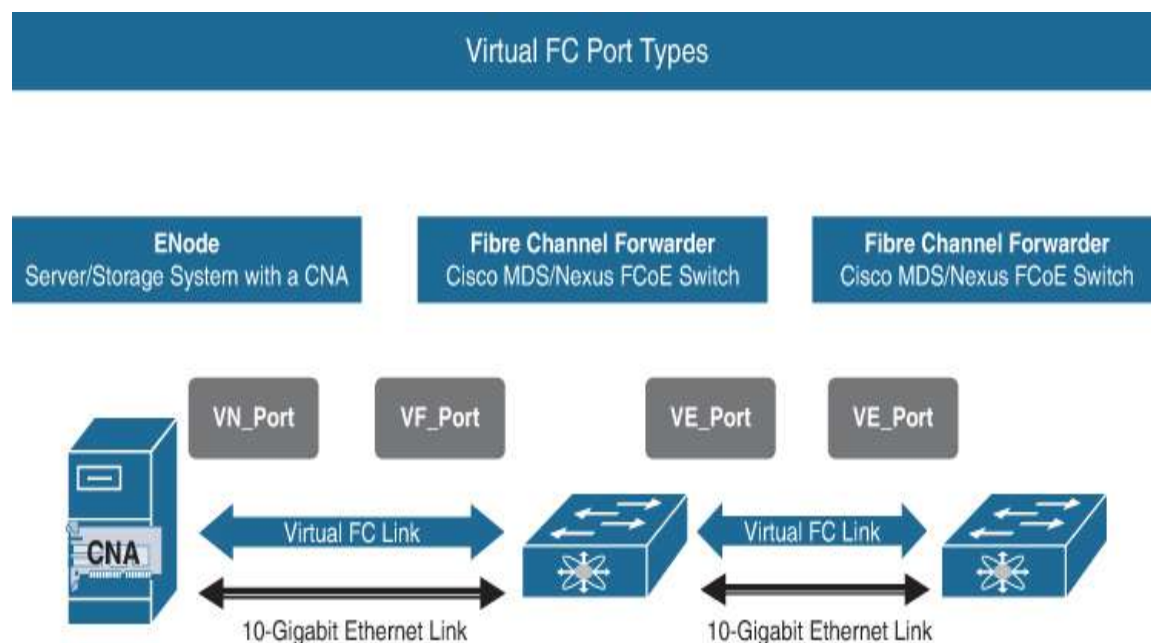 Virtual FC Port Types
ENode
Server/Storage System with a CNA
Fibre Channel Forwarder
Cisco MDS/Nexus FCoE Switch
Fibre Channel Forwarder
Cisco MDS/Nexus FCoE Switch
VN_Port
VF_Port
VE_Port
VE_Port
CNA
Virtual FC Link
Virtual FC Link
10-Gigabit Ethernet Link
10-Gigabit Ethernet Link